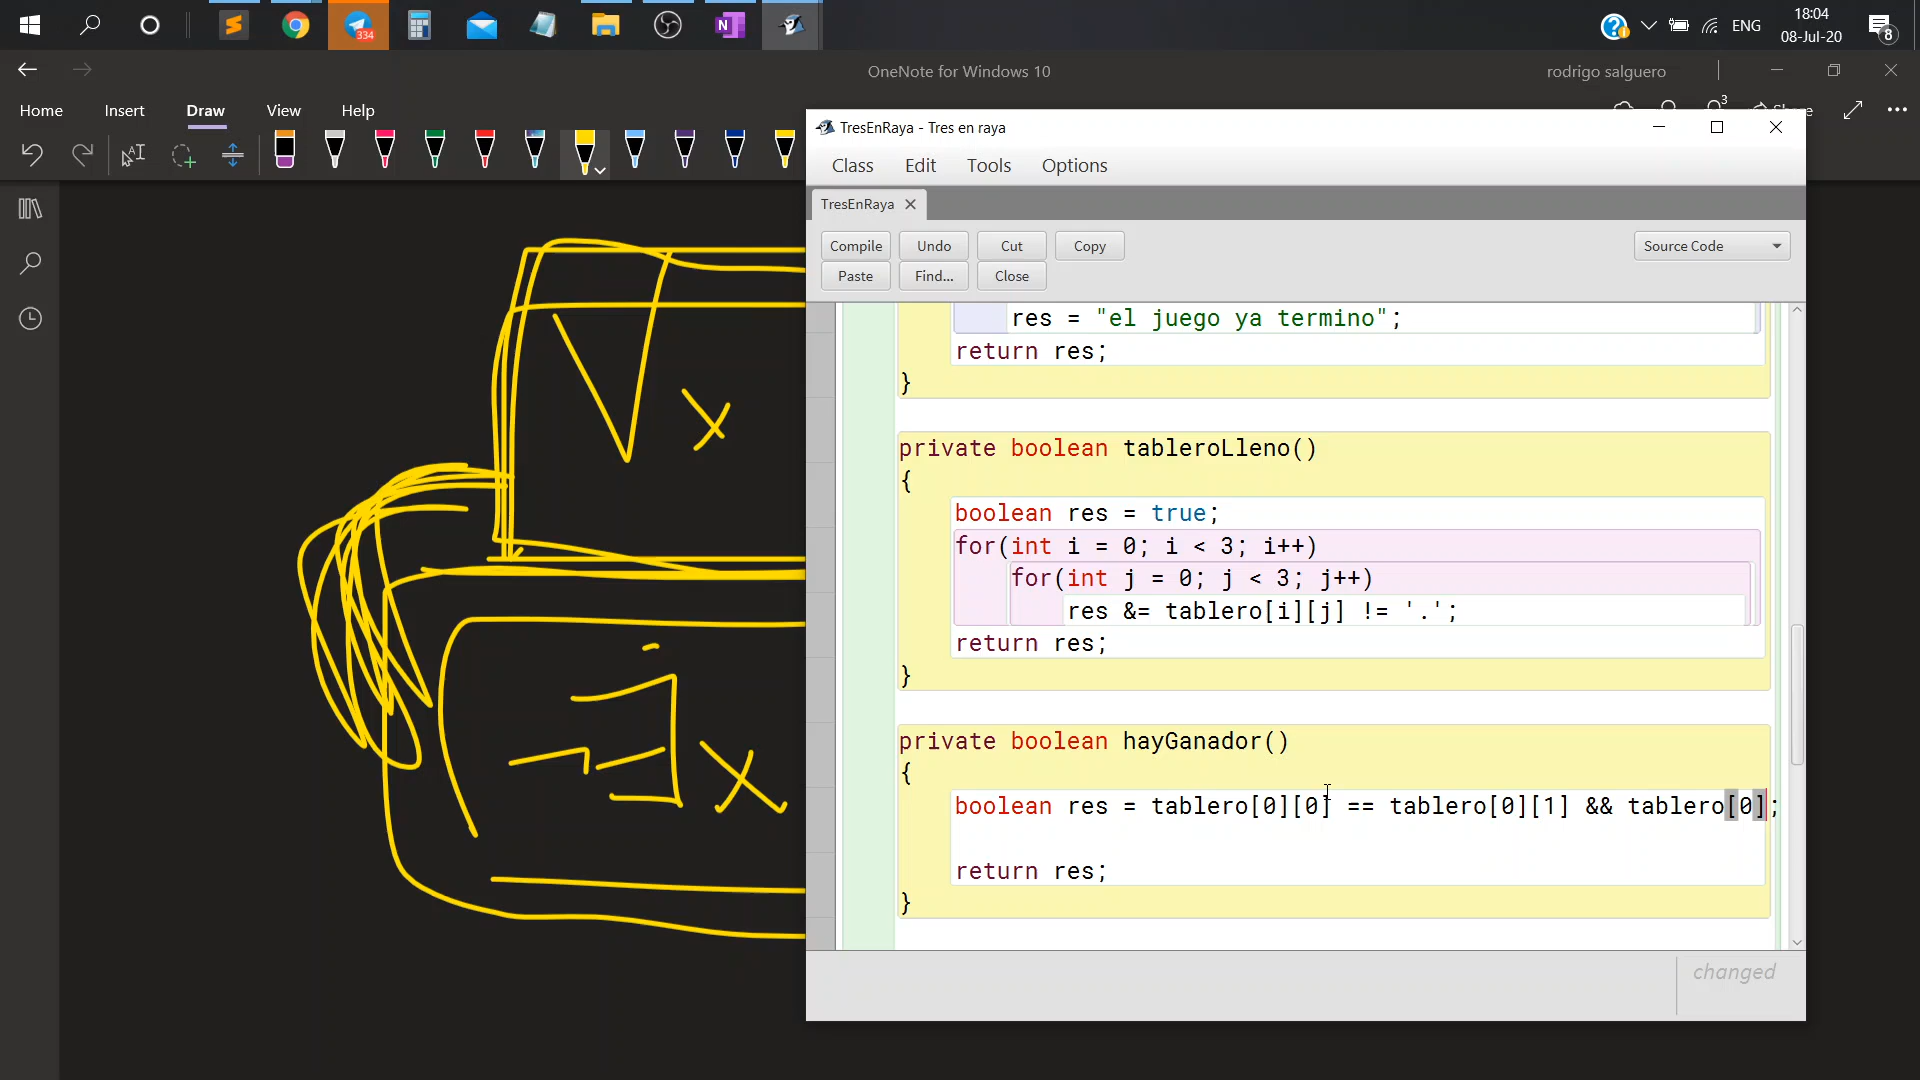 334
ENG
18:04
08-Jul-20
8
OneNote for Windows 10
rodrigo salguero
Home
Insert
Draw
View
Help
3
Share
TresEnRaya - Tres en raya
Class
Edit
Tools
Options
TresEnRaya
Compile
Undo
Cut
Copy
Source Code
Paste
Find...
Close
res = "el juego ya termino";
return res;
}
private boolean tableroLleno()
{
boolean res = true;
for(int i = 0; i < 3; i++)
for(int j = 0; j < 3; j++)
res &= tablero[i][j] != '.';
return res;
}
private boolean hayGanador()
{
boolean res = tablero[0][0] == tablero[0][1] && tablero[0];
return res;
}
changed
V x
∃x